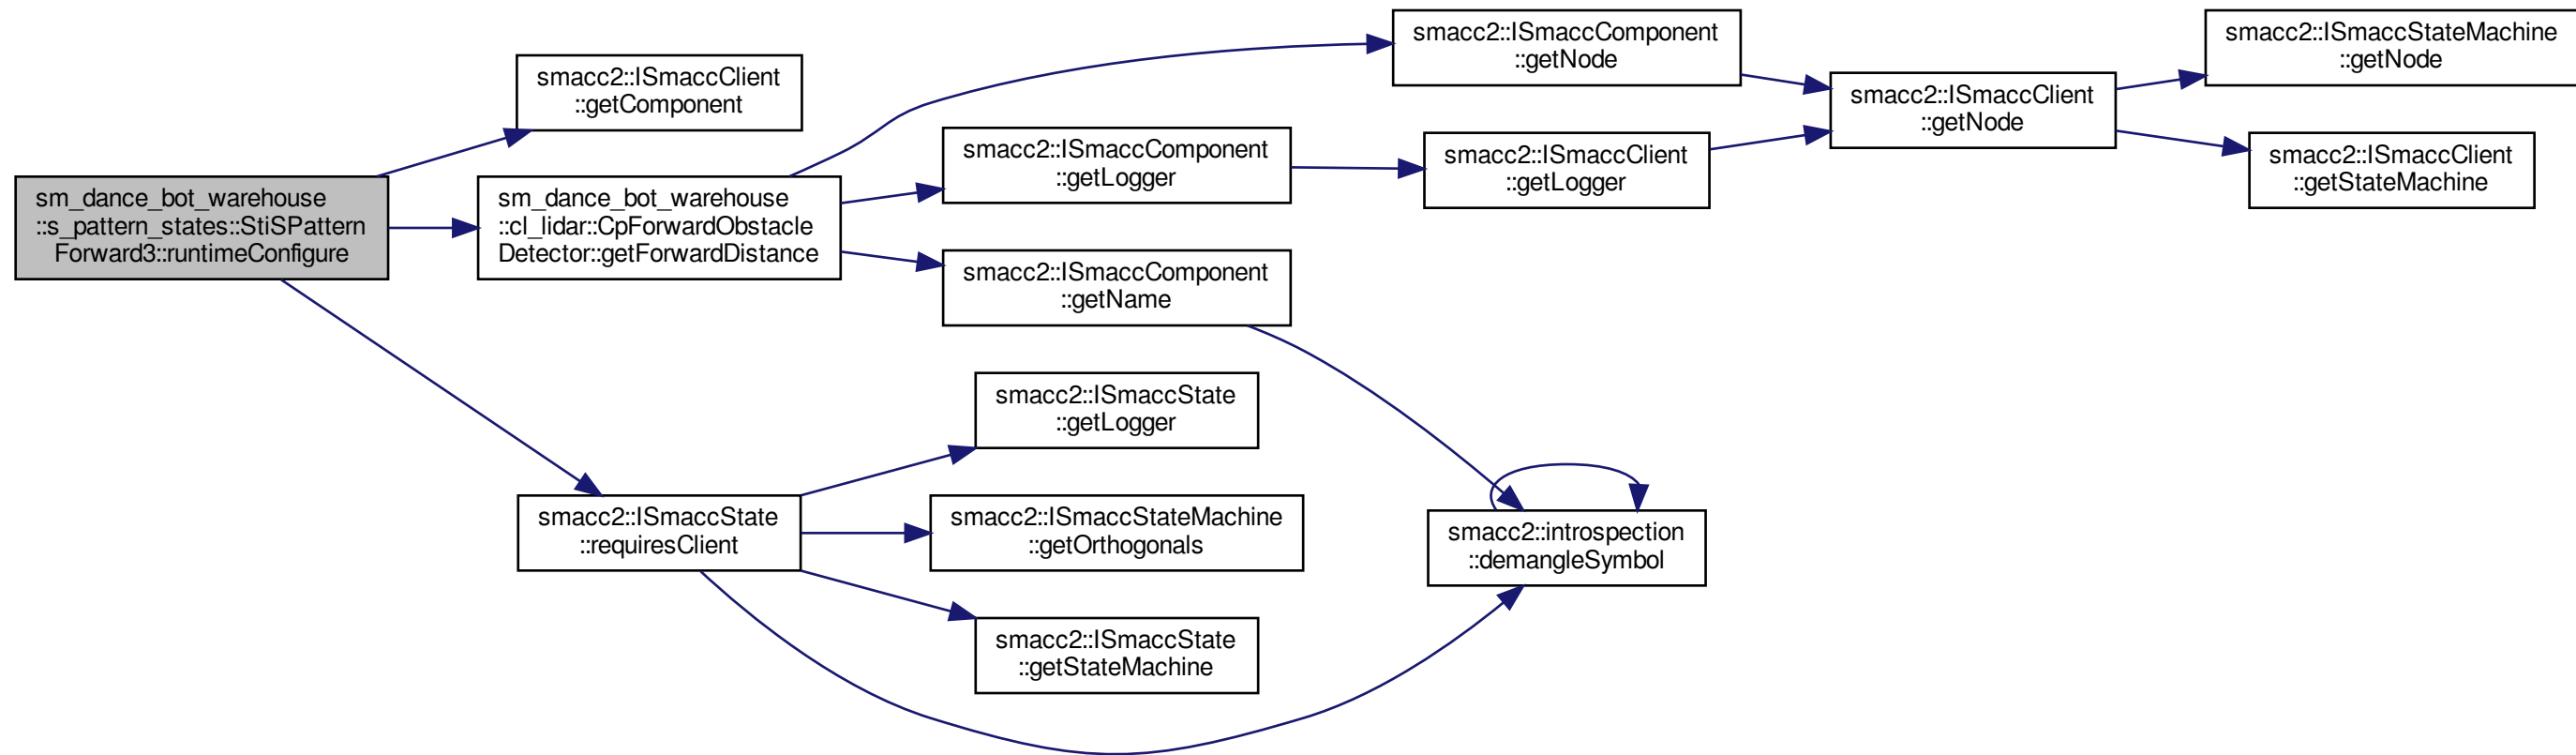 sm_dance_bot_warehouse
::s_pattern_states::StiSPattern
Forward3::runtimeConfigure
smacc2::ISmaccClient
::getComponent
sm_dance_bot_warehouse
::cl_lidar::CpForwardObstacle
Detector::getForwardDistance
smacc2::ISmaccState
::requiresClient
smacc2::ISmaccComponent
::getLogger
smacc2::ISmaccComponent
::getName
smacc2::ISmaccState
::getLogger
smacc2::ISmaccStateMachine
::getOrthogonals
smacc2::ISmaccState
::getStateMachine
smacc2::ISmaccComponent
::getNode
smacc2::ISmaccClient
::getLogger
smacc2::introspection
::demangleSymbol
smacc2::ISmaccClient
::getNode
smacc2::ISmaccStateMachine
::getNode
smacc2::ISmaccClient
::getStateMachine